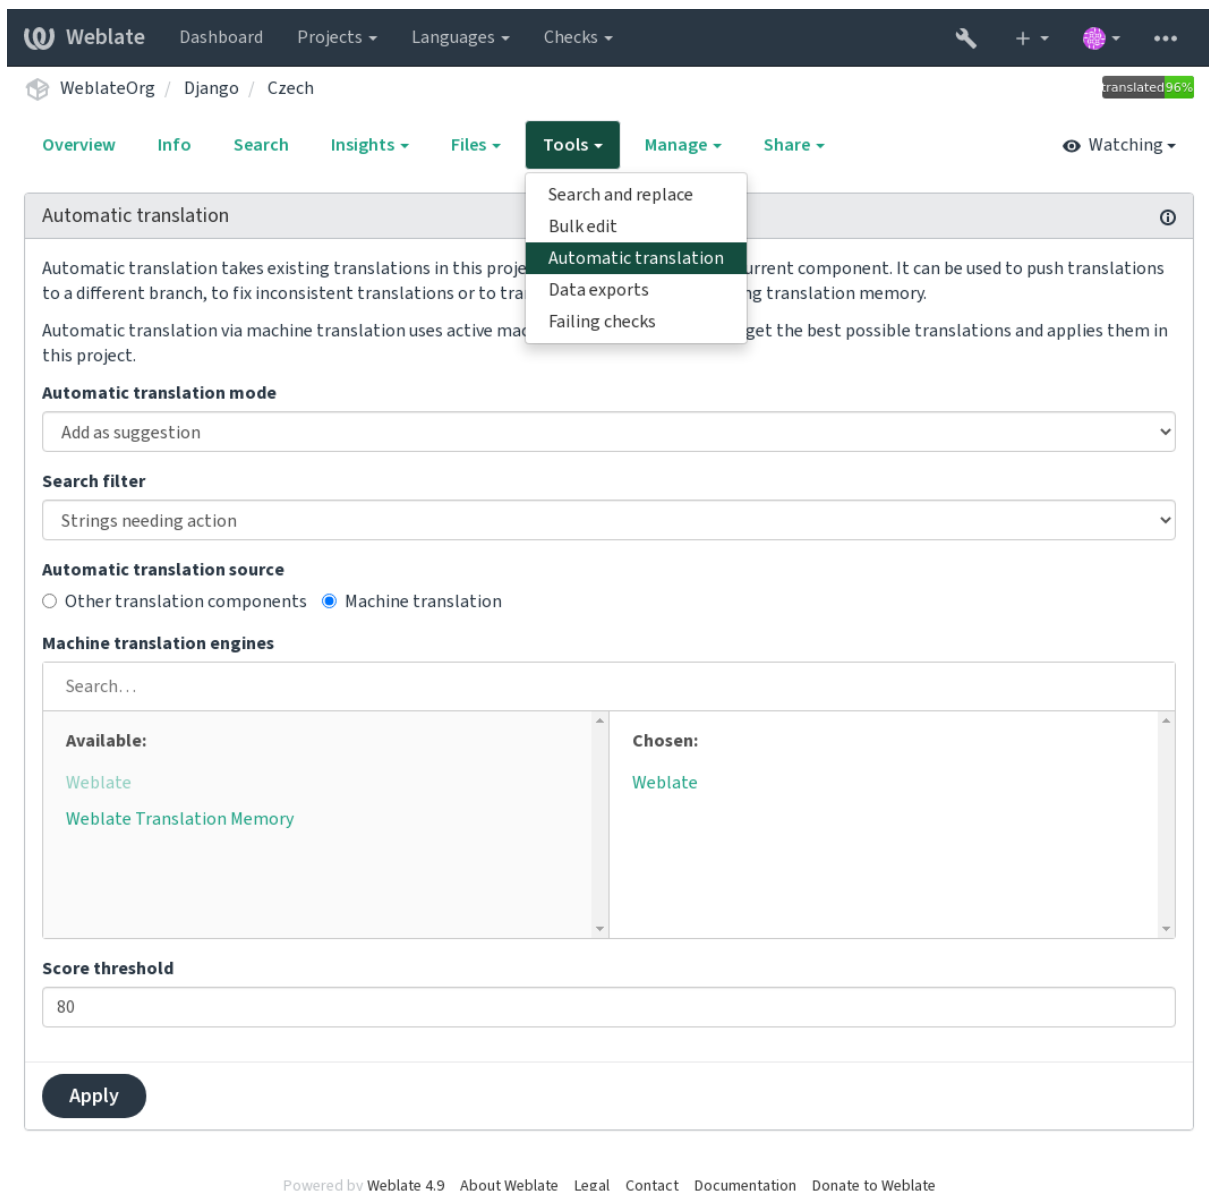 Weblate Dashboard Projects Languages Checks
WeblateOrg / Django / Czech
translated 96%
Overview Info Search Insights Files Tools Manage Share Watching
Search and replace
Bulk edit
Automatic translation
Data exports
Failing checks
Automatic translation
Automatic translation takes existing translations in this proje urrent component. It can be used to push translations
to a different branch, to fix inconsistent translations or to tra ng translation memory.
Automatic translation via machine translation uses active mac get the best possible translations and applies them in
this project.
Automatic translation mode
Add as suggestion
Search filter
Strings needing action
Automatic translation source
Other translation components Machine translation
Machine translation engines
Search…
Available:
Weblate
Weblate Translation Memory
Chosen:
Weblate
Score threshold
80
Apply
Powered by Weblate 4.9 About Weblate Legal Contact Documentation Donate to Weblate